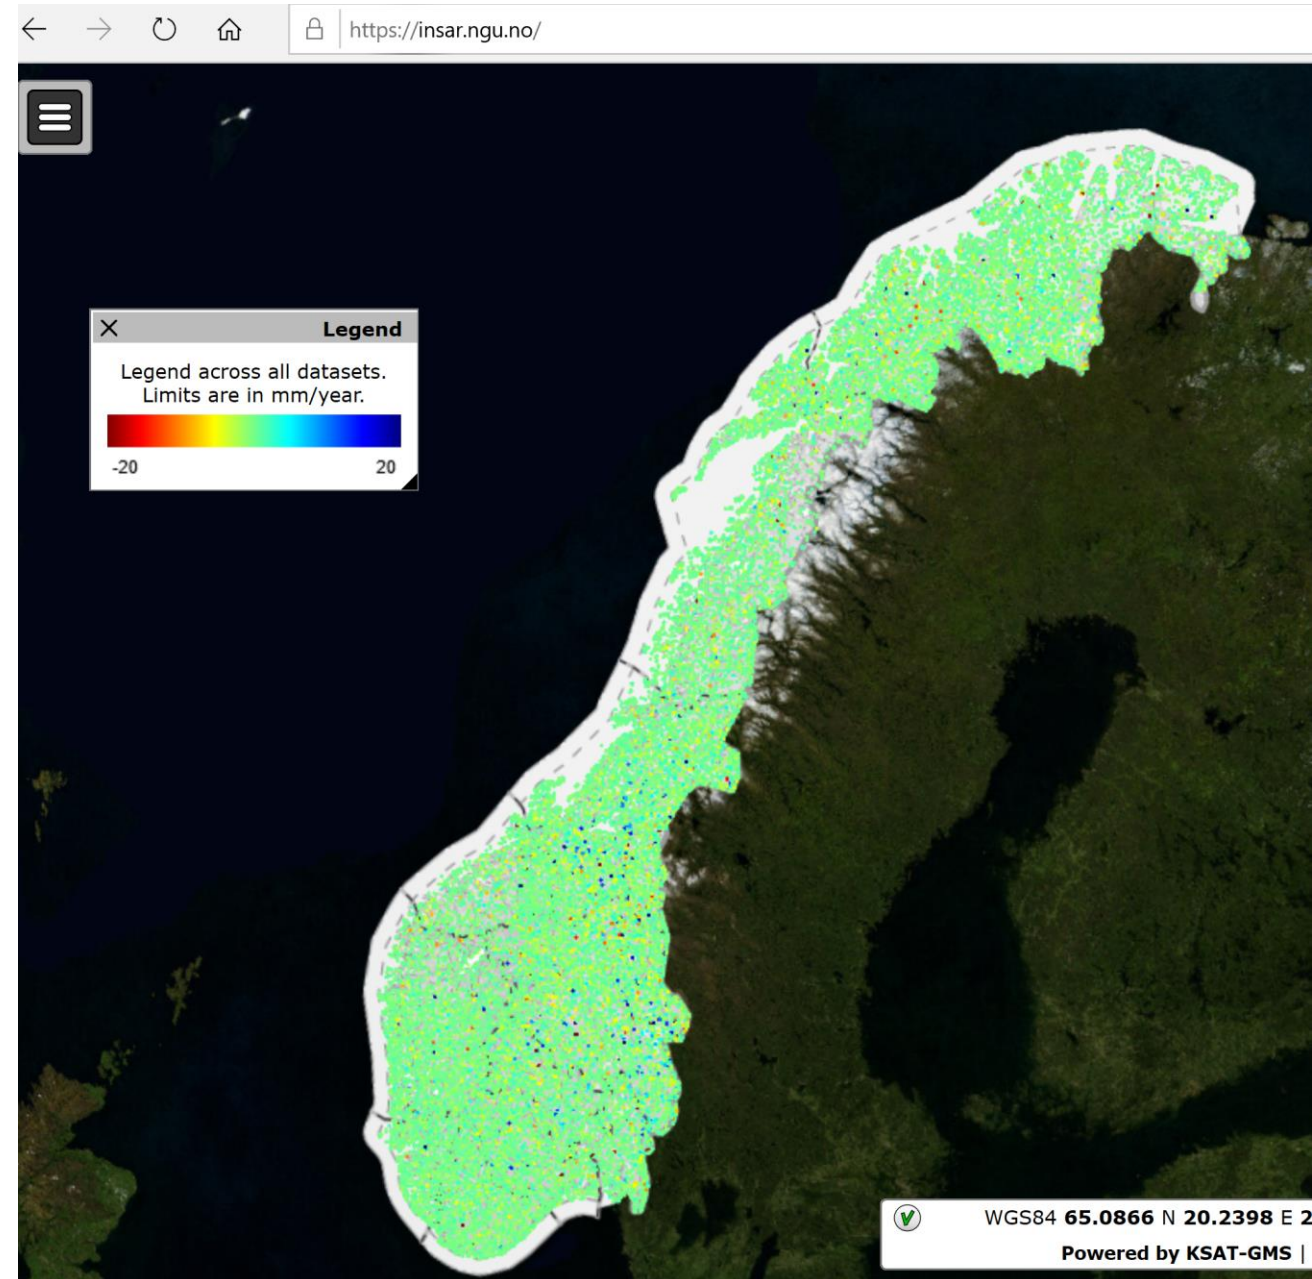 https://insar.ngu.no/
Legend
Legend across all datasets.
Limits are in mm/year.
-20
20
WGS84 65.0866 N 20.2398 E 2
Powered by KSAT-GMS |